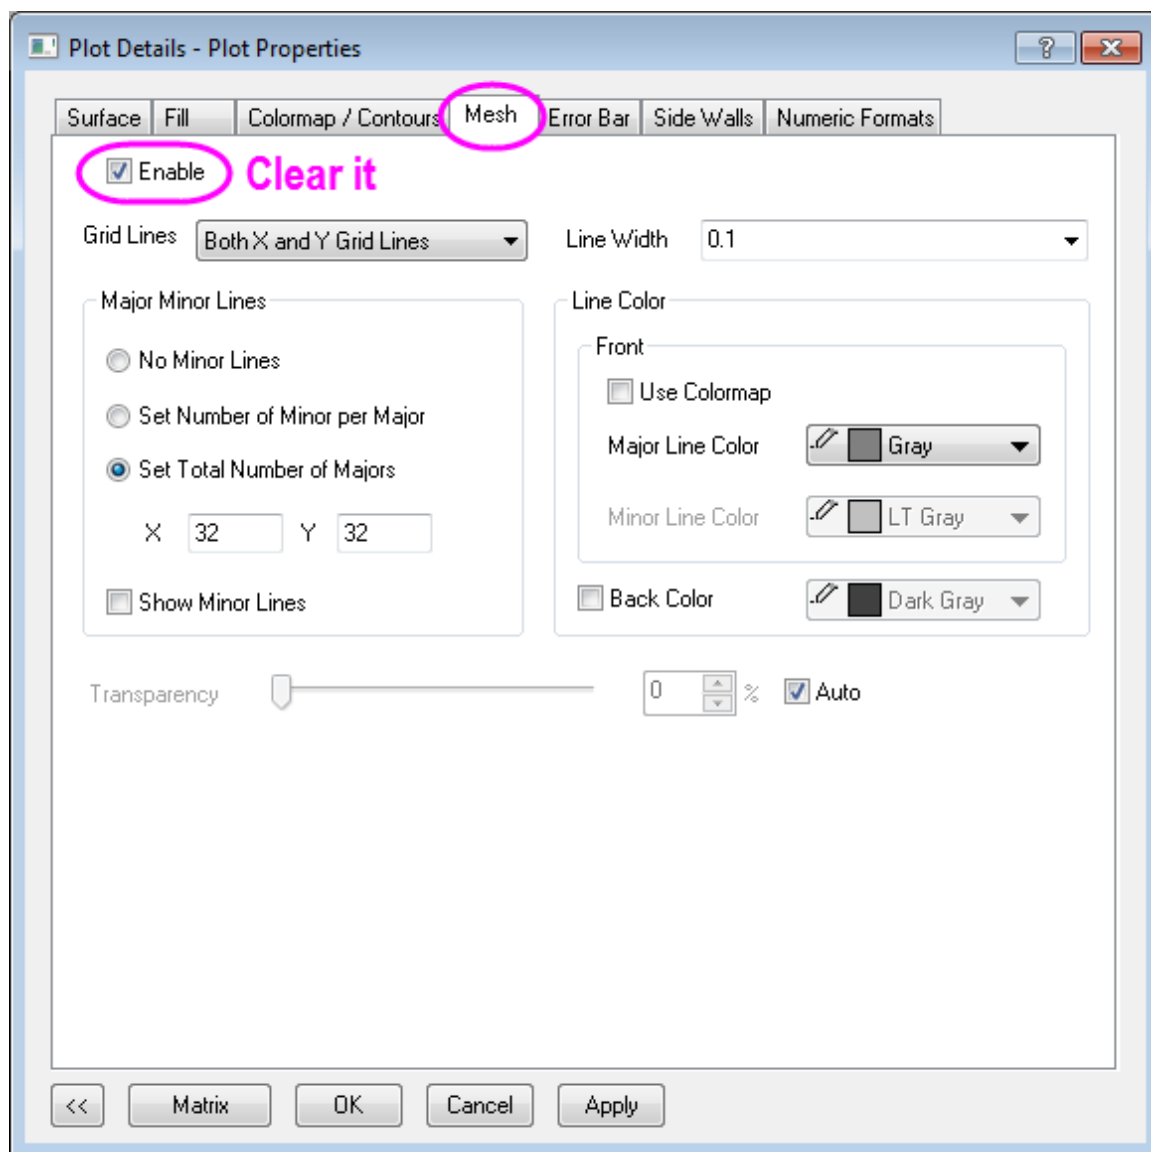 Plot Details - Plot Properties
Surface Fill Colormap / Contours Mesh Error Bar Side Walls Numeric Formats
Enable Clear it
Grid Lines Both X and Y Grid Lines Line Width 0.1
Major Minor Lines Line Color
Front
No Minor Lines
Use Colormap
Set Number of Minor per Major
Major Line Color Gray
Set Total Number of Majors
X 32 Y 32 Minor Line Color LT Gray
Show Minor Lines Back Color Dark Gray
Transparency 0 % Auto
<< Matrix OK Cancel Apply